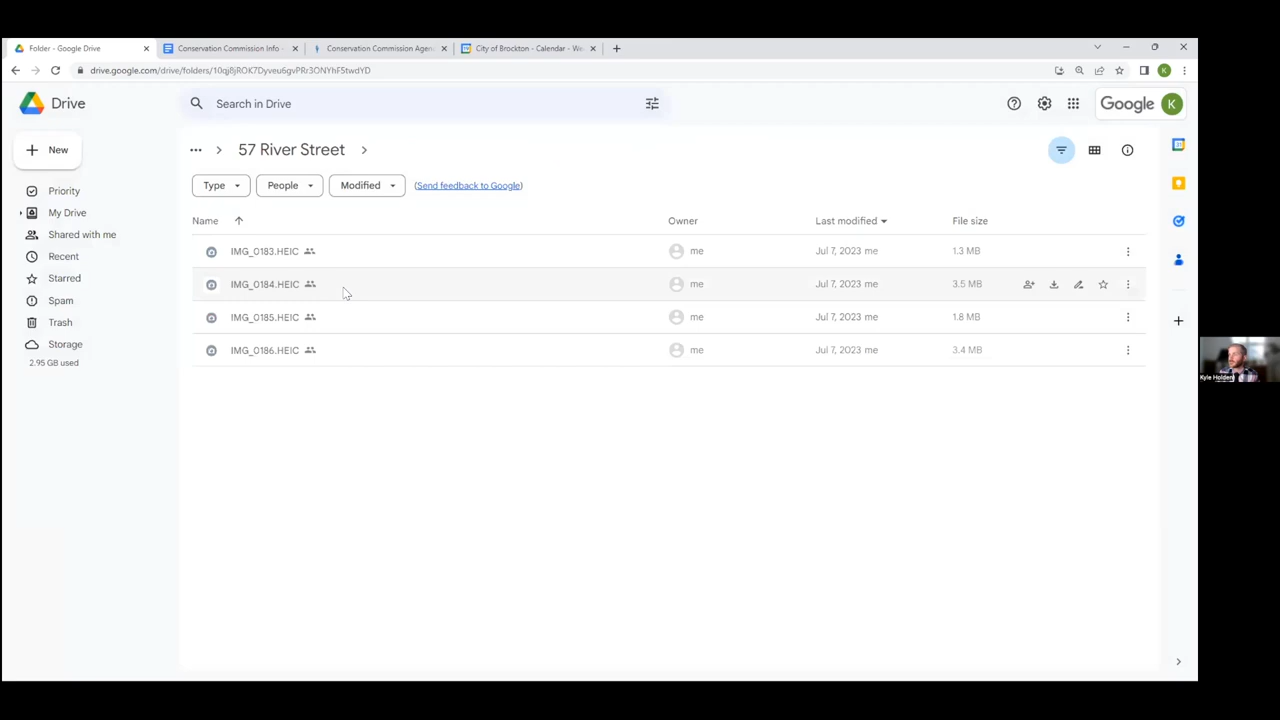 Folder - Google Drive
Conservation Commission Info -
Conservation Commission Agen
City of Brockton - Calendar - We
drive.google.com/drive/folders/10qj8jROK7Dyveu6gvPRr3ONYhF5twdYD
K
Drive
Search in Drive
Google K
New
... 57 River Street
Type
People
Modified
(Send feedback to Google)
Priority
My Drive
Shared with me
Recent
Starred
Spam
Trash
Storage
2.95 GB used
Name Owner Last modified File size
IMG_0183.HEIC me Jul 7, 2023 me 1.3 MB
IMG_0184.HEIC me Jul 7, 2023 me 3.5 MB
IMG_0185.HEIC me Jul 7, 2023 me 1.8 MB
IMG_0186.HEIC me Jul 7, 2023 me 3.4 MB
Kyle Holden